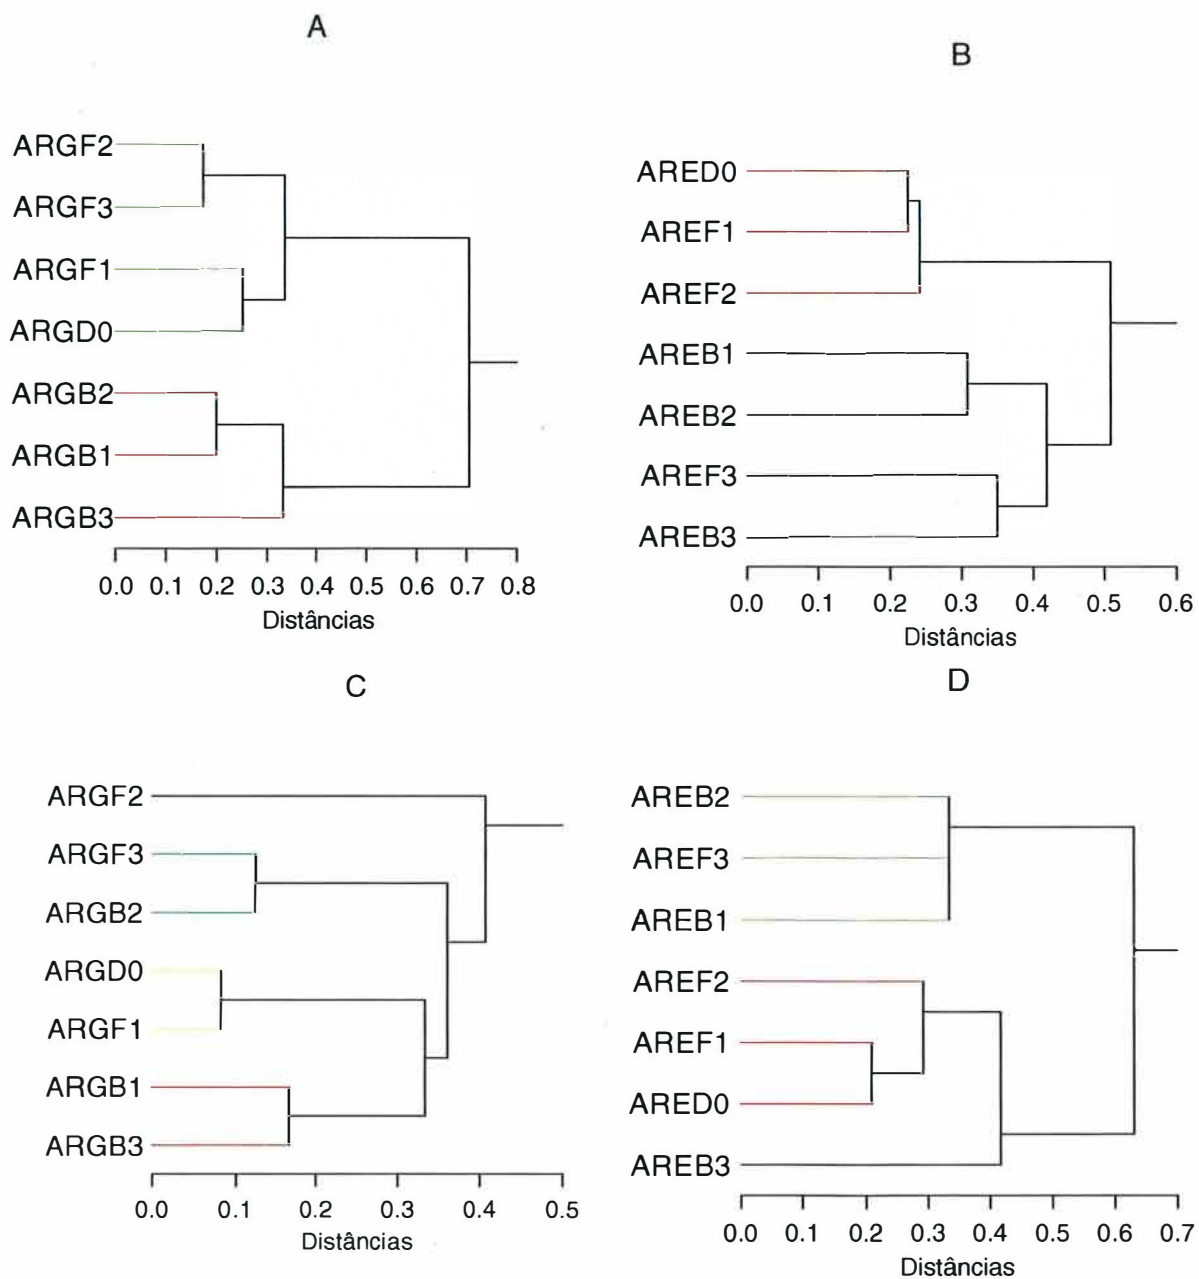 A
ARGF2
ARGF3
ARGF1
ARGD0
ARGB2
ARGB1
ARGB3
0.0 0.1 0.2 0.3 0.4 0.5 0.6 0.7 0.8
Distâncias
B
ARED0
AREF1
AREF2
AREB1
AREB2
AREF3
AREB3
0.0 0.1 0.2 0.3 0.4 0.5 0.6
Distâncias
C
ARGF2
ARGF3
ARGB2
ARGD0
ARGF1
ARGB1
ARGB3
0.0 0.1 0.2 0.3 0.4 0.5
Distâncias
D
AREB2
AREF3
AREB1
AREF2
AREF1
ARED0
AREB3
0.0 0.1 0.2 0.3 0.4 0.5 0.6 0.7
Distâncias